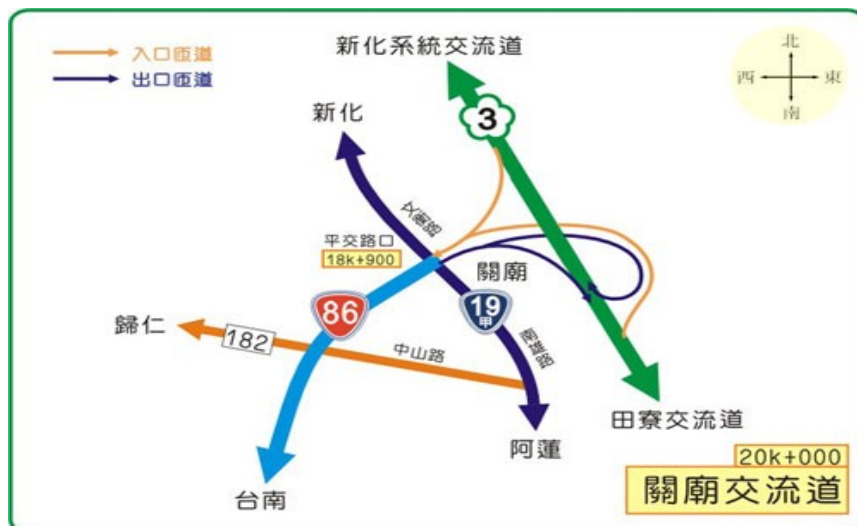 入口匝道
出口匝道
新化系統交流道
北
西
東
南
3
新化
文衡路
平交路口
18k+900
關廟
86
19
甲
歸仁
182
中山路
南雄路
田寮交流道
阿蓮
台南
20k+000
關廟交流道